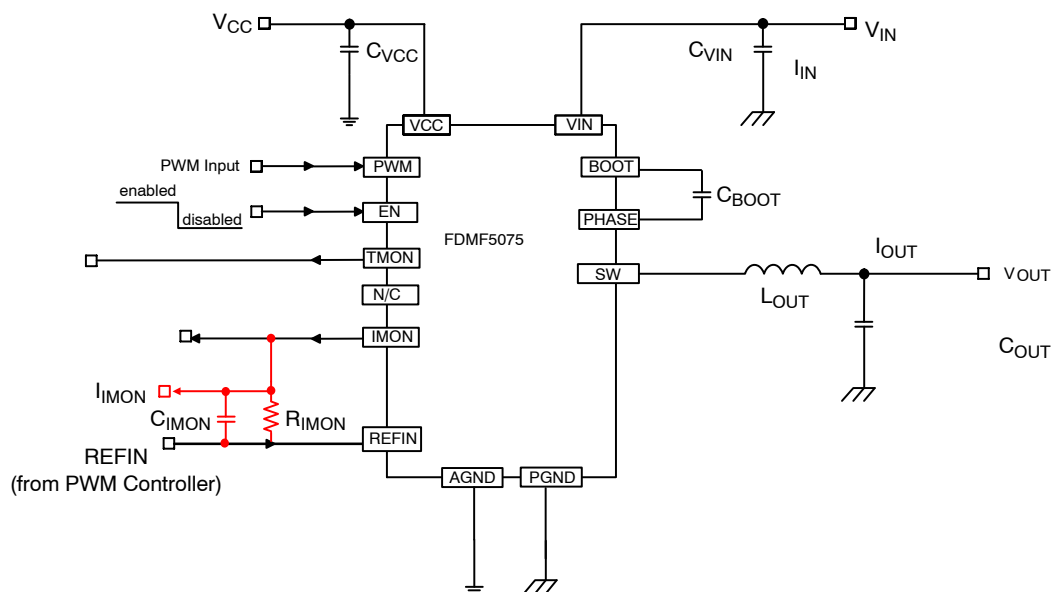 VCC
CVCC
CVIN
VIN
IIN
VCC
VIN
PWM Input
PWM
BOOT
enabled
disabled
EN
PHASE
CBOOT
FDMF5075
TMON
SW
IOUT
VOUT
LOUT
N/C
IMON
COUT
IIMON
CIMON
RIMON
REFIN
REFIN
(from PWM Controller)
AGND
PGND